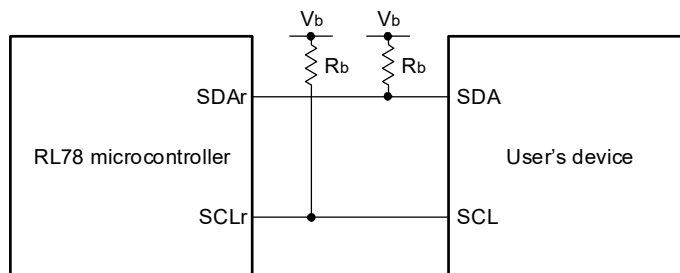 Vb
Vb
Rb
Rb
SDAr
SDA
RL78 microcontroller
User’s device
SCLr
SCL